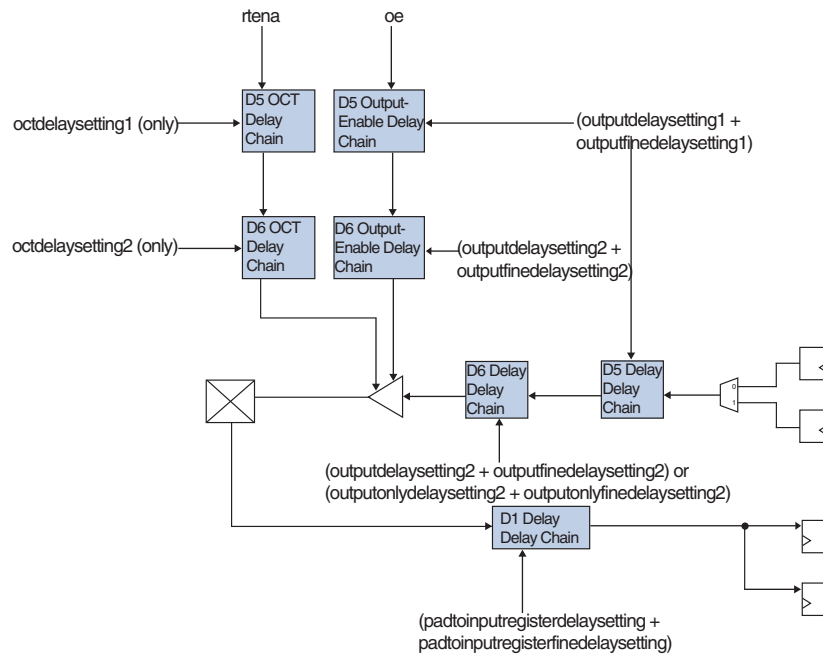 rtena
oe
octdelaysetting1 (only)
D5 OCT
Delay
Chain
D5 Output-
Enable Delay
Chain
(outputdelaysetting1 +
outputfinedelaysetting1)
octdelaysetting2 (only)
D6 OCT
Delay
Chain
D6 Output-
Enable Delay
Chain
(outputdelaysetting2 +
outputfinedelaysetting2)
D6 Delay
Delay
Chain
D5 Delay
Delay
Chain
0
1
(outputdelaysetting2 + outputfinedelaysetting2) or
(outputonlydelaysetting2 + outputonlyfinedelaysetting2)
D1 Delay
Delay Chain
(padtoinputregisterdelaysetting +
padtoinputregisterfinedelaysetting)